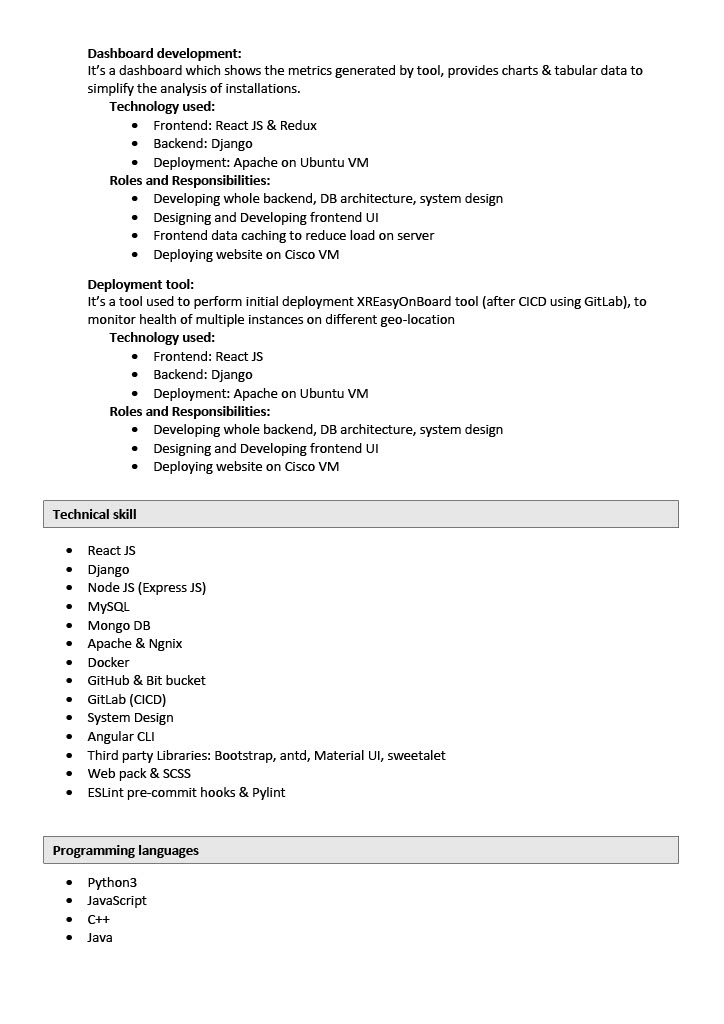 Dashboard development:
It's a dashboard which shows the metrics generated by tool, provides charts & tabular data to
simplify the analysis of installations.
Technology used:
• Frontend: React JS & Redux
• Backend: Django
• Deployment: Apache on Ubuntu VM
Roles and Responsibilities:
• Developing whole backend, DB architecture, system design
• Designing and Developing frontend UI
• Frontend data caching to reduce load on server
• Deploying website on Cisco VM
Deployment tool:
It's a tool used to perform initial deployment XREasyOnBoard tool (after CICD using GitLab), to
monitor health of multiple instances on different geo-location
Technology used:
• Frontend: React JS
• Backend: Django
• Deployment: Apache on Ubuntu VM
Roles and Responsibilities:
• Developing whole backend, DB architecture, system design
• Designing and Developing frontend UI
• Deploying website on Cisco VM
Technical skill
• React JS
• Django
• Node JS (Express JS)
• MySQL
• Mongo DB
• Apache & Ngnix
• Docker
• GitHub & Bit bucket
• GitLab (CICD)
• System Design
• Angular CLI
• Third party Libraries: Bootstrap, antd, Material UI, sweetalet
• Web pack & SCSS
• ESLint pre-commit hooks & Pylint
Programming languages
• Python3
• JavaScript
• C++
• Java